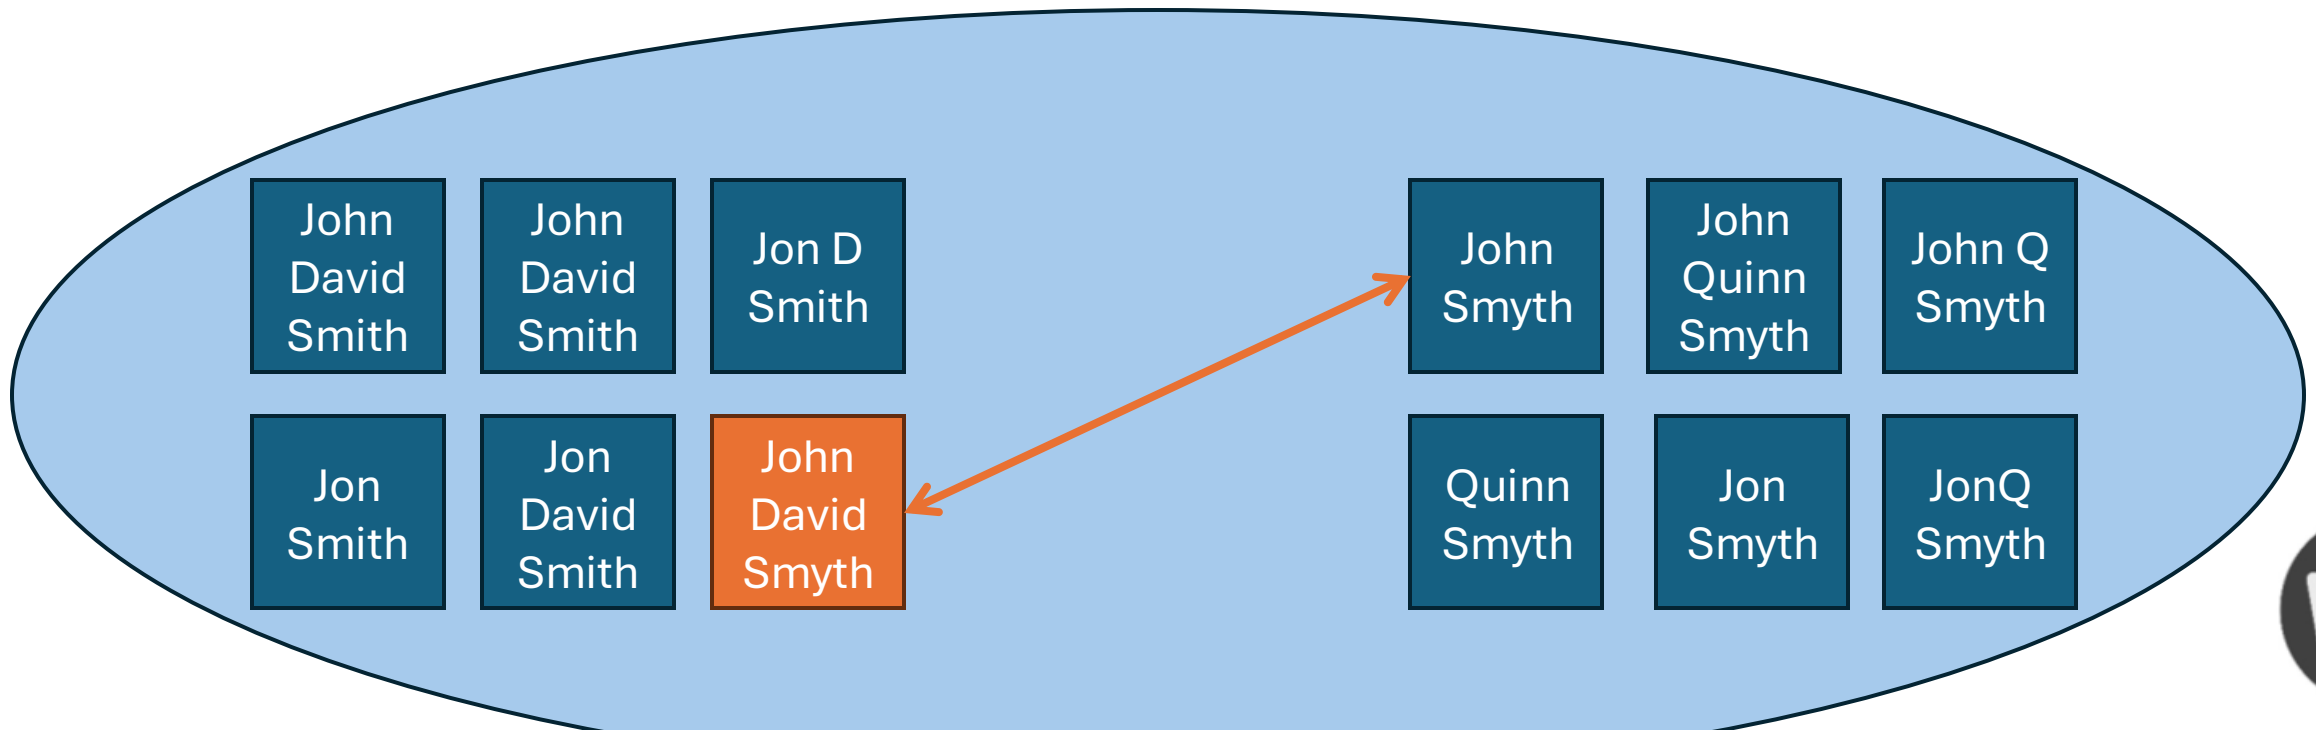 John
David
Smith
John
David
Smith
Jon D
Smith
John
Smyth
John
Quinn
Smyth
John Q
Smyth
Jon
Smith
Jon
David
Smith
John
David
Smyth
Quinn
Smyth
Jon
Smyth
JonQ
Smyth